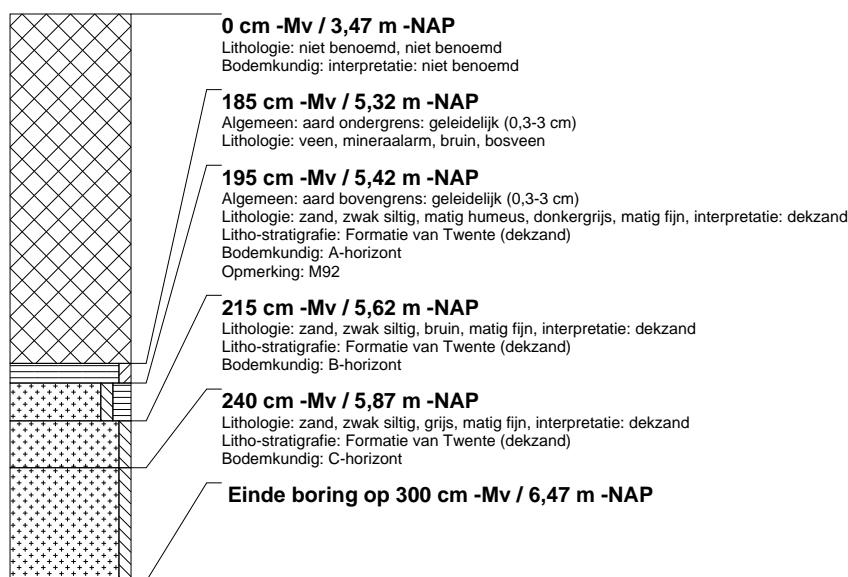 0 cm -Mv / 3,47 m -NAP
Lithologie: niet benoemd, niet benoemd
Bodemkundig: interpretatie: niet benoemd
185 cm -Mv / 5,32 m -NAP
Algemeen: aard ondergrens: geleidelijk (0,3-3 cm)
Lithologie: veen, mineraalarm, bruin, bosveen
195 cm -Mv / 5,42 m -NAP
Algemeen: aard bovengrens: geleidelijk (0,3-3 cm)
Lithologie: zand, zwak siltig, matig humeus, donkergrijs, matig fijn, interpretatie: dekzand
Litho-stratigrafie: Formatie van Twente (dekzand)
Bodemkundig: A-horizont
Opmerking: M92
215 cm -Mv / 5,62 m -NAP
Lithologie: zand, zwak siltig, bruin, matig fijn, interpretatie: dekzand
Litho-stratigrafie: Formatie van Twente (dekzand)
Bodemkundig: B-horizont
240 cm -Mv / 5,87 m -NAP
Lithologie: zand, zwak siltig, grijs, matig fijn, interpretatie: dekzand
Litho-stratigrafie: Formatie van Twente (dekzand)
Bodemkundig: C-horizont
Einde boring op 300 cm -Mv / 6,47 m -NAP